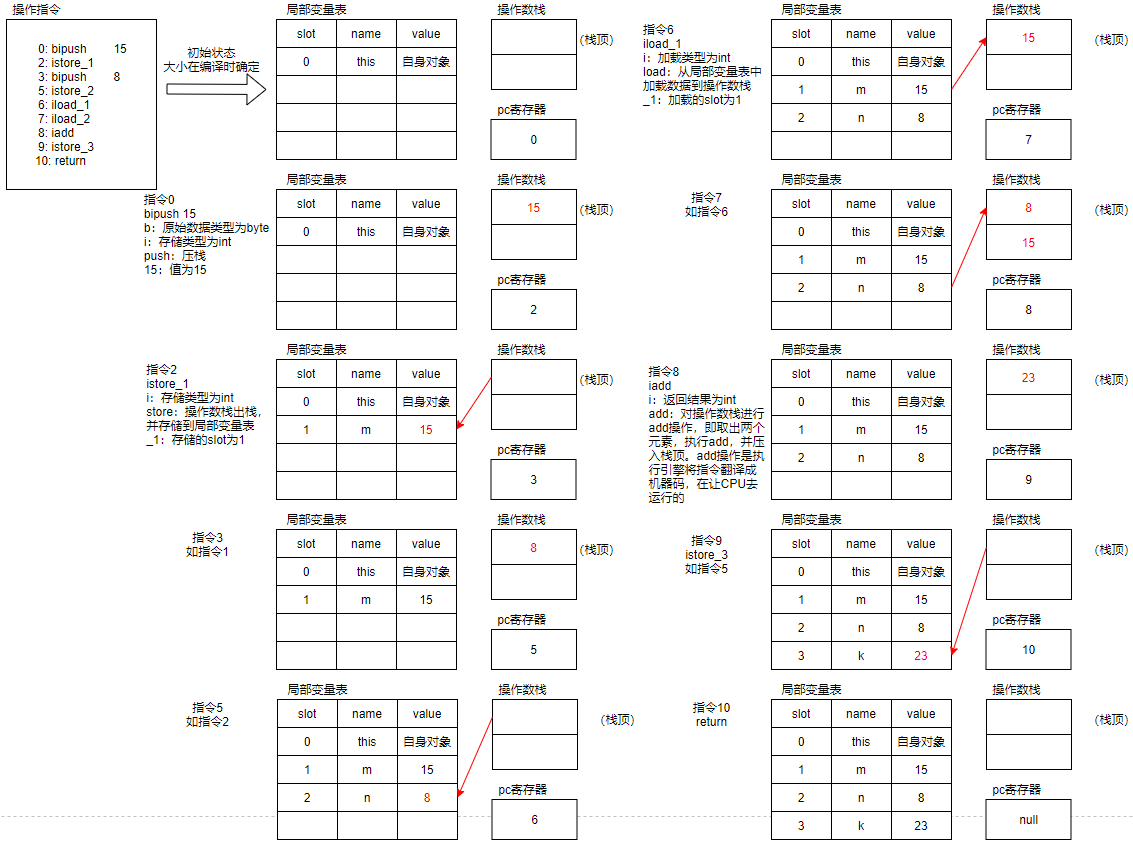 操作指令
0: bipush 15
2: istore_1
3: bipush 8
5: istore_2
6: iload_1
7: iload_2
8: iadd
9: istore_3
10: return
初始状态
大小在编译时确定
局部变量表
slot name value
0 this 自身对象
操作数栈
(栈顶)
pc寄存器
0
指令0
bipush 15
b：原始数据类型为byte
i：存储类型为int
push：压栈
15：值为15
局部变量表
slot name value
0 this 自身对象
操作数栈
15
(栈顶)
pc寄存器
2
指令2
istore_1
i：存储类型为int
store：操作数栈出栈，
并存储到局部变量表
_1：存储的slot为1
局部变量表
slot name value
0 this 自身对象
1 m 15
操作数栈
(栈顶)
pc寄存器
3
指令3
如指令1
局部变量表
slot name value
0 this 自身对象
1 m 15
操作数栈
8
(栈顶)
pc寄存器
5
指令5
如指令2
局部变量表
slot name value
0 this 自身对象
1 m 15
2 n 8
操作数栈
(栈顶)
pc寄存器
6
指令6
iload_1
i：加载类型为int
load：从局部变量表中
加载数据到操作数栈
_1：加载的slot为1
局部变量表
slot name value
0 this 自身对象
1 m 15
2 n 8
操作数栈
15
(栈顶)
pc寄存器
7
指令7
如指令6
局部变量表
slot name value
0 this 自身对象
1 m 15
2 n 8
操作数栈
8
(栈顶)
15
pc寄存器
8
指令8
iadd
i：返回结果为int
add：对操作数栈进行
add操作，即取出两个
元素，执行add，并压
入栈顶。add操作是执
行引擎将指令翻译成
机器码，在让CPU去
运行的
局部变量表
slot name value
0 this 自身对象
1 m 15
2 n 8
操作数栈
23
(栈顶)
pc寄存器
9
指令9
istore_3
如指令5
局部变量表
slot name value
0 this 自身对象
1 m 15
2 n 8
3 k 23
操作数栈
(栈顶)
pc寄存器
10
指令10
return
局部变量表
slot name value
0 this 自身对象
1 m 15
2 n 8
3 k 23
操作数栈
(栈顶)
pc寄存器
null